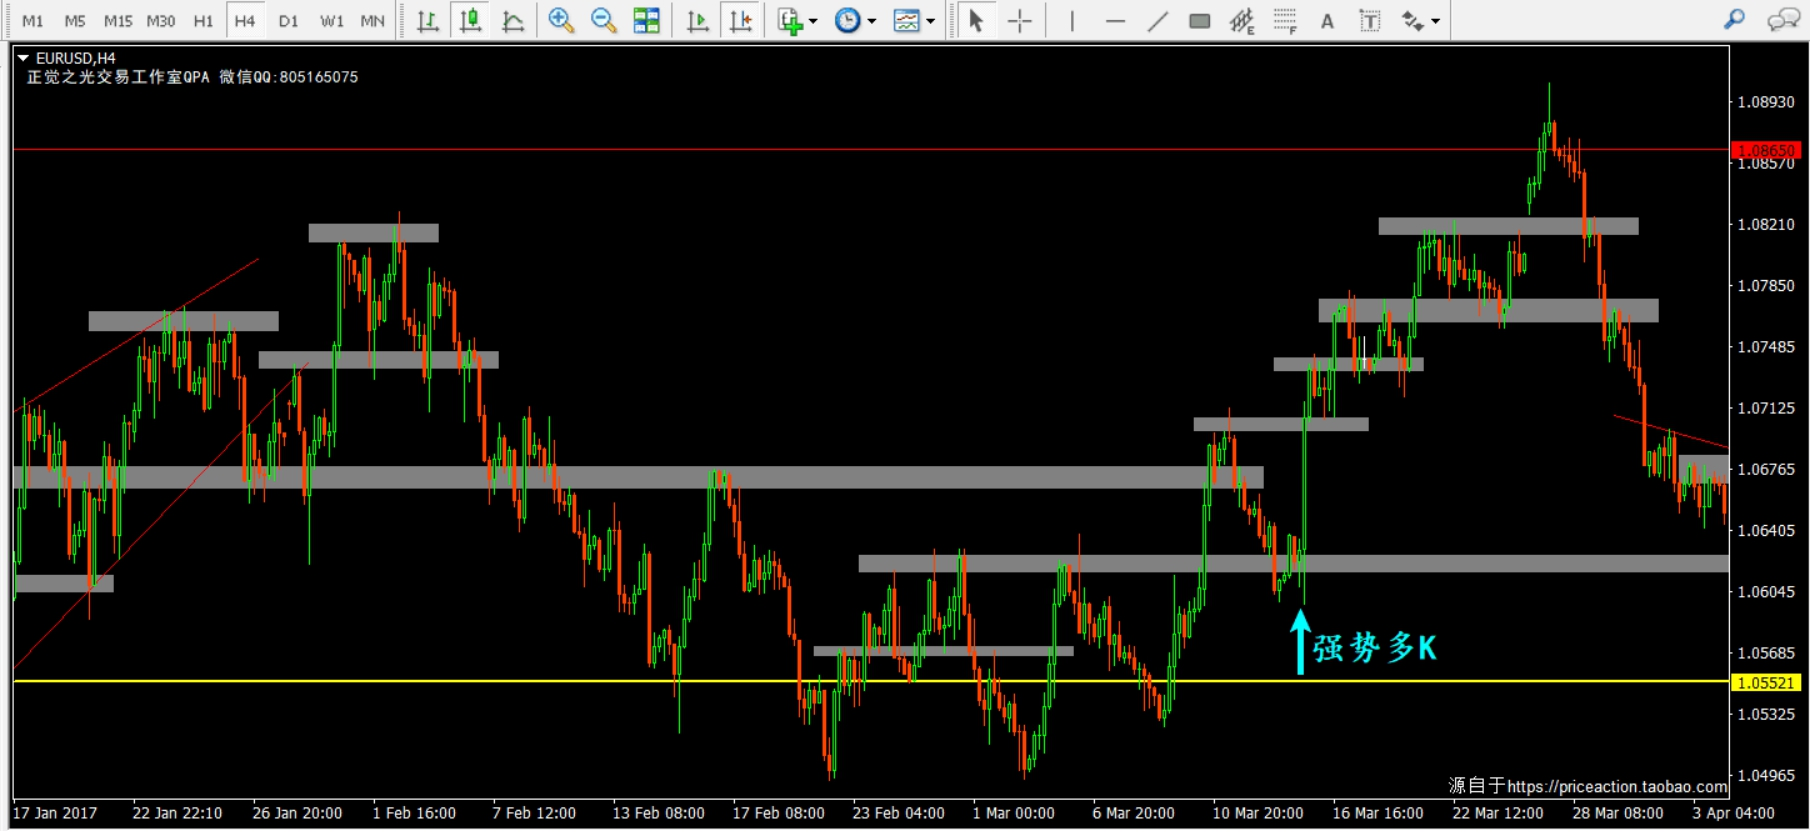 M1 M5 M15 M30 H1 H4 D1 W1 MN E F A T
EURUSD,H4
正觉之光交易工作室QPA 微信QQ:805165075
1.08930
1.08650
1.08570
1.08210
1.07850
1.07485
1.07125
1.06765
1.06405
1.06045
强势多K
1.05685
1.05521
1.05325
1.04965
源自于https://priceaction.taobao.com
17 Jan 2017 22 Jan 22:10 26 Jan 20:00 1 Feb 16:00 7 Feb 12:00 13 Feb 08:00 17 Feb 08:00 23 Feb 04:00 1 Mar 00:00 6 Mar 20:00 10 Mar 20:00 16 Mar 16:00 22 Mar 12:00 28 Mar 08:00 3 Apr 04:00